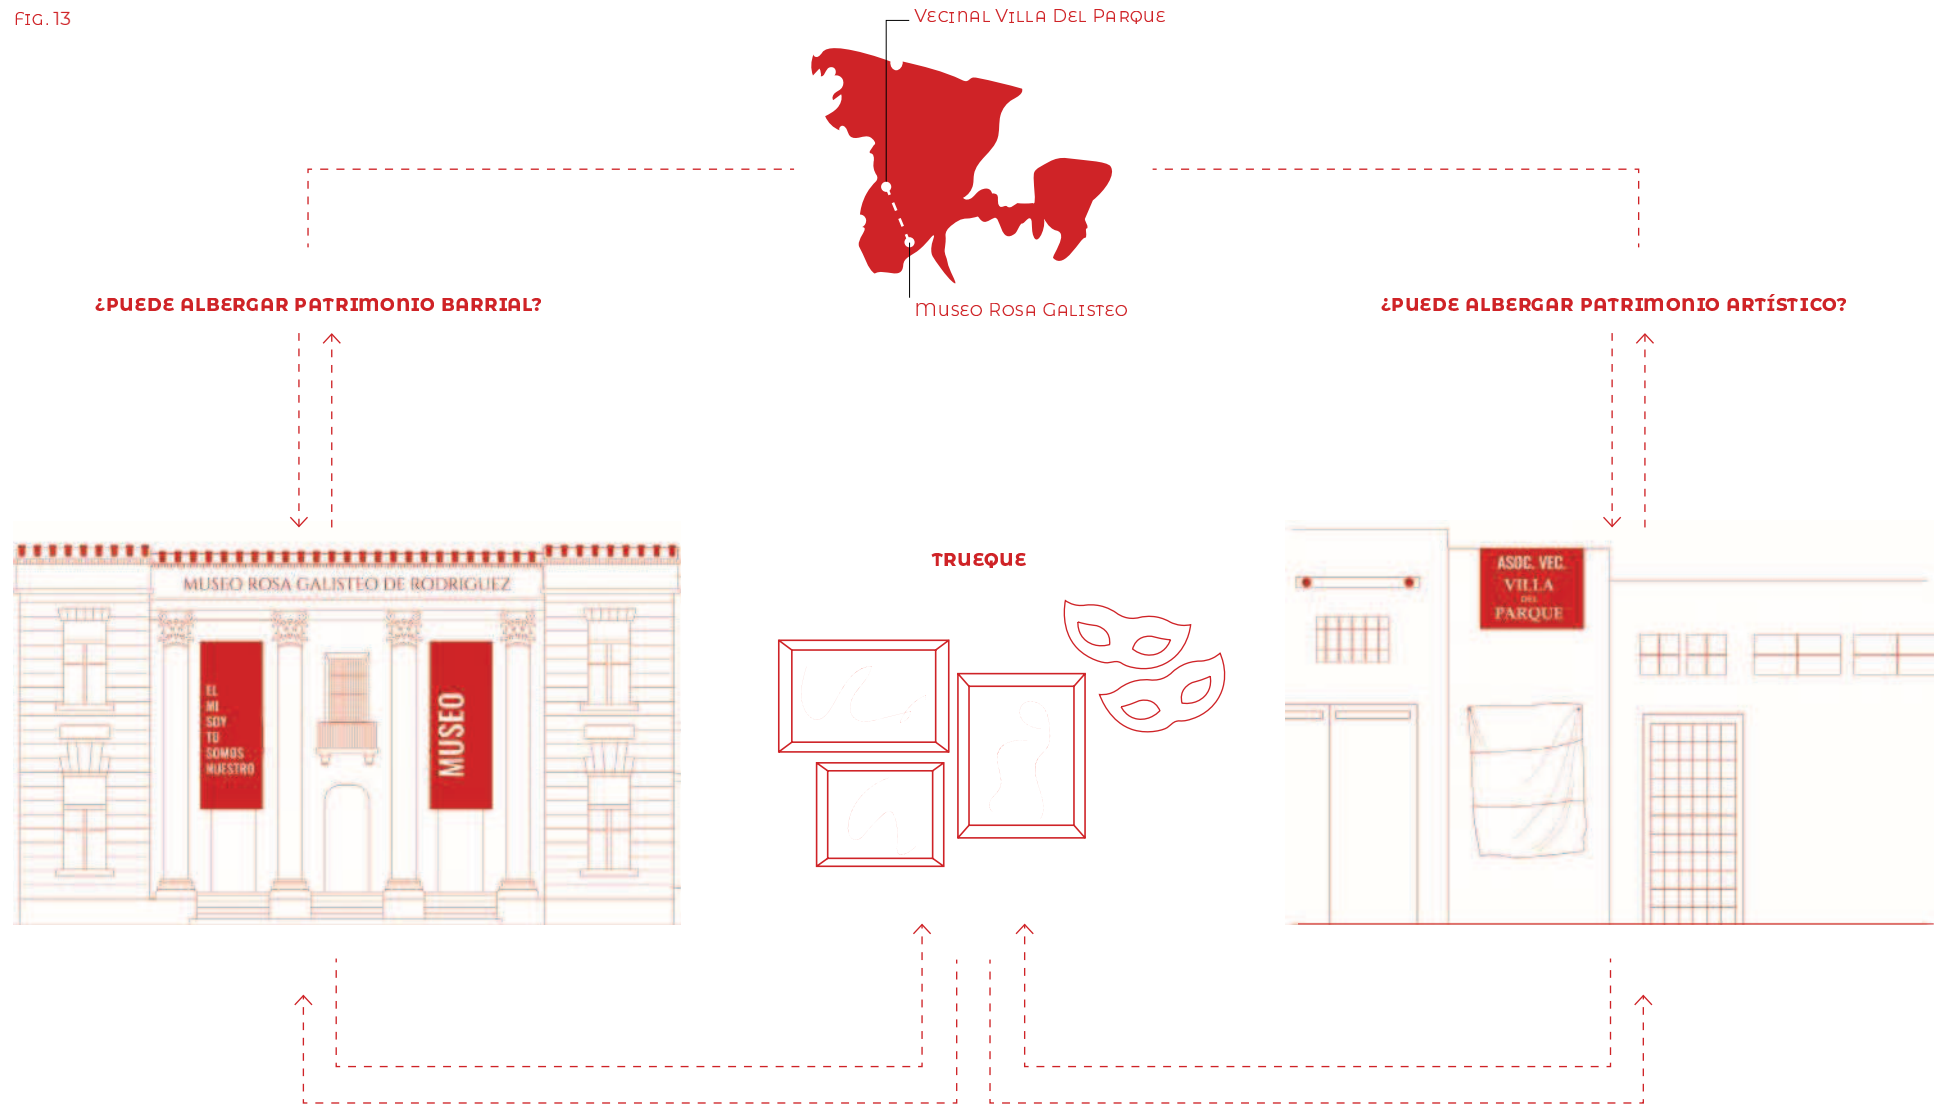 Fig. 13
Vecinal Villa Del Parque
Museo Rosa Galisteo
¿PUEDE ALBERGAR PATRIMONIO BARRIAL?
¿PUEDE ALBERGAR PATRIMONIO ARTÍSTICO?
TRUEQUE
MUSEO ROSA GALISTEO DE RODRIGUEZ
EL
MI
SOY
TU
SOMOS
NUESTRO
MUSEO
ASOC. VEC.
VILLA
DEL
PARQUE